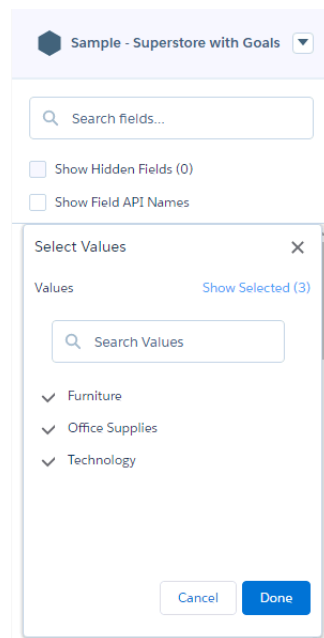 Sample - Superstore with Goals
Search fields...
Show Hidden Fields (0)
Show Field API Names
Select Values
Values Show Selected (3)
Search Values
Furniture
Office Supplies
Technology
Cancel Done